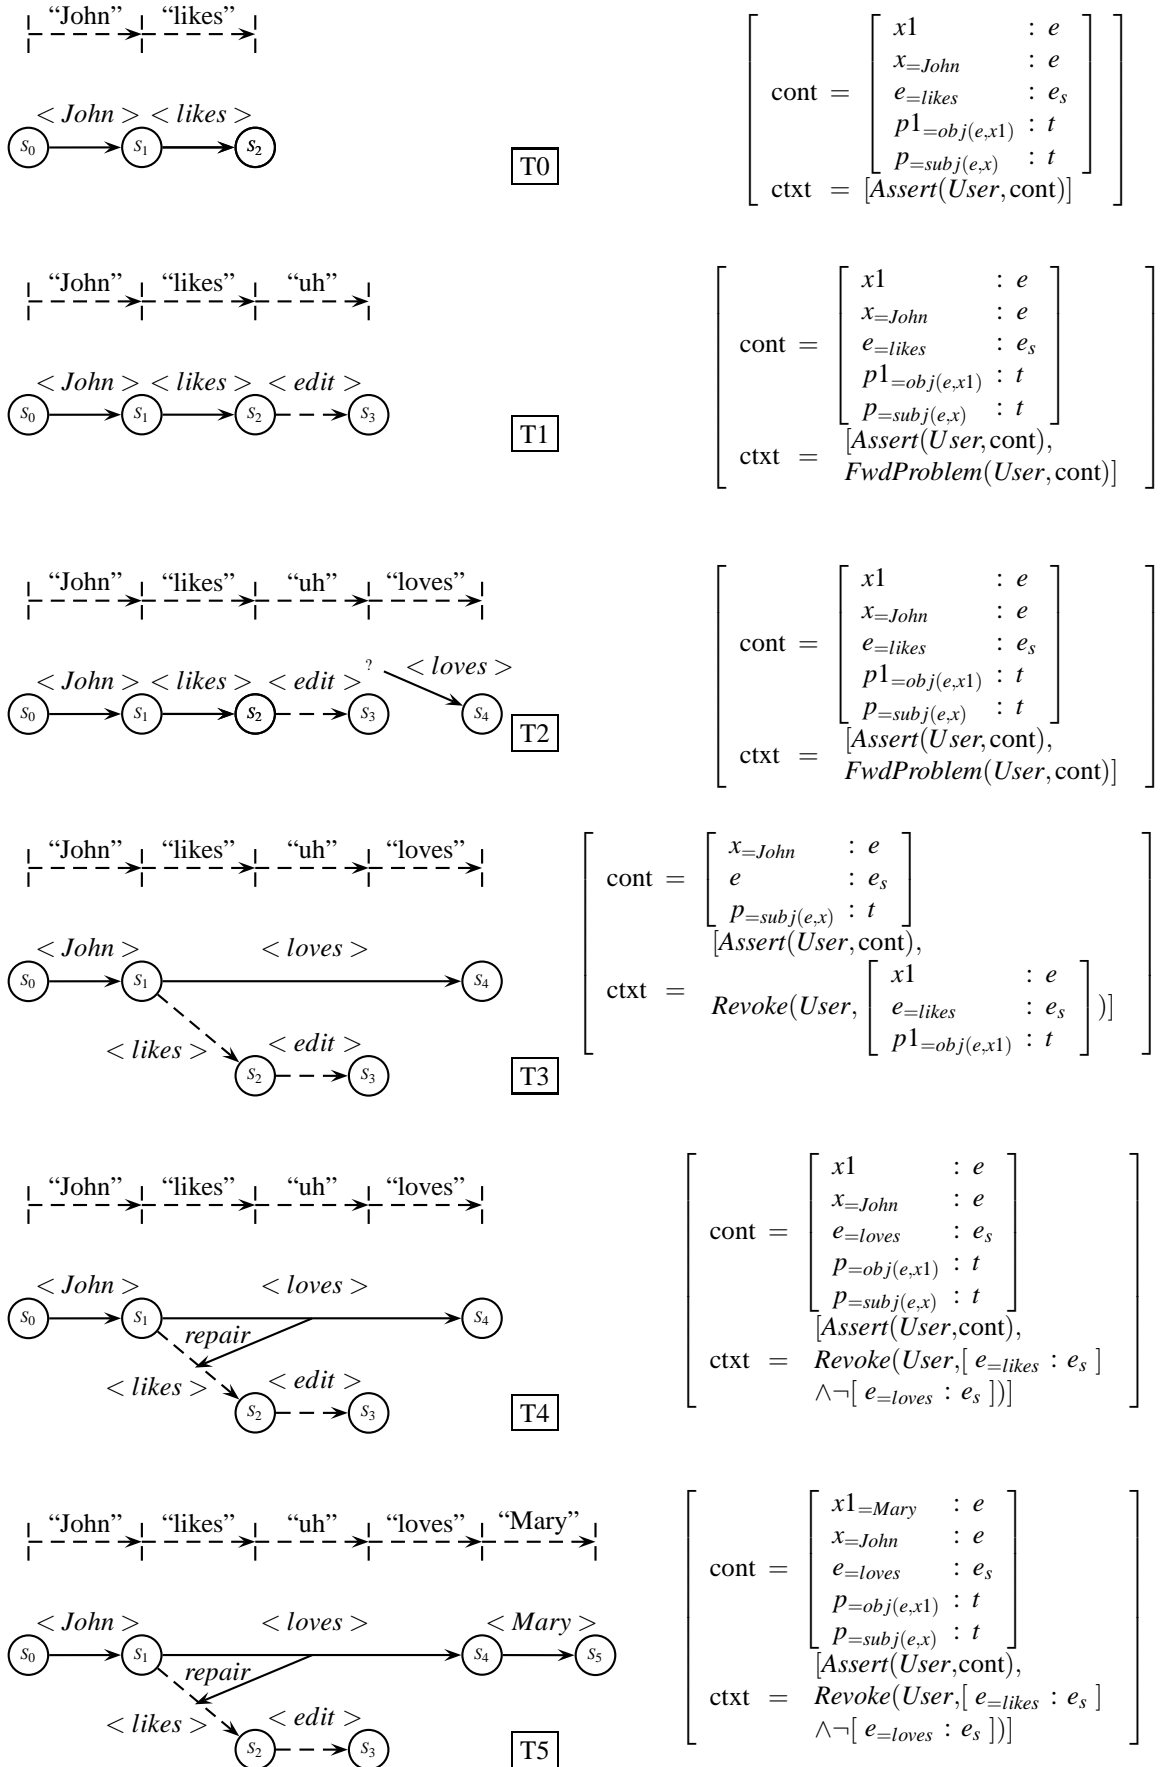 “John” “likes”
< John > < likes >
S0 S1 S2
T0
x1 : e
x=John : e
cont = e=likes : es
p1=obj(e,x1) : t
p=subj(e,x) : t
ctxt = [Assert(User,cont)]
“John” “likes” “uh”
< John > < likes > < edit >
S0 S1 S2 S3
T1
x1 : e
x=John : e
cont = e=likes : es
p1=obj(e,x1) : t
p=subj(e,x) : t
ctxt = [Assert(User,cont),
FwdProblem(User,cont)]
“John” “likes” “uh” “loves”
< John > < likes > < edit > ? < loves >
S0 S1 S2 S3 S4
T2
x1 : e
x=John : e
cont = e=likes : es
p1=obj(e,x1) : t
p=subj(e,x) : t
ctxt = [Assert(User,cont),
FwdProblem(User,cont)]
“John” “likes” “uh” “loves”
< John > < loves >
S0 S1 S4
< likes > < edit >
S2 S3
T3
x=John : e
cont = e : es
p=subj(e,x) : t
[Assert(User,cont),
x1 : e
ctxt = Revoke(User, e=likes : es )]
p1=obj(e,x1) : t
“John” “likes” “uh” “loves”
< John > < loves >
S0 S1 S4
repair
< likes > < edit >
S2 S3
T4
x1 : e
x=John : e
cont = e=loves : es
p=obj(e,x1) : t
p=subj(e,x) : t
[Assert(User,cont),
ctxt = Revoke(User,[ e=likes : es ]
∧¬[ e=loves : es ])]
“John” “likes” “uh” “loves” “Mary”
< John > < loves > < Mary >
S0 S1 S4 S5
repair
< likes > < edit >
S2 S3
T5
x1=Mary : e
x=John : e
cont = e=loves : es
p=obj(e,x1) : t
p=subj(e,x) : t
[Assert(User,cont),
ctxt = Revoke(User,[ e=likes : es ]
∧¬[ e=loves : es ])]